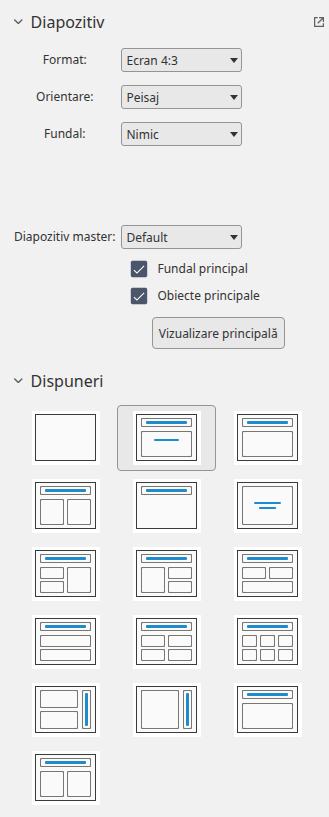 Diapozitiv
Format: Ecran 4:3
Orientare: Peisaj
Fundal: Nimic
Diapozitiv master: Default
Fundal principal
Obiecte principale
Vizualizare principală
Dispuneri